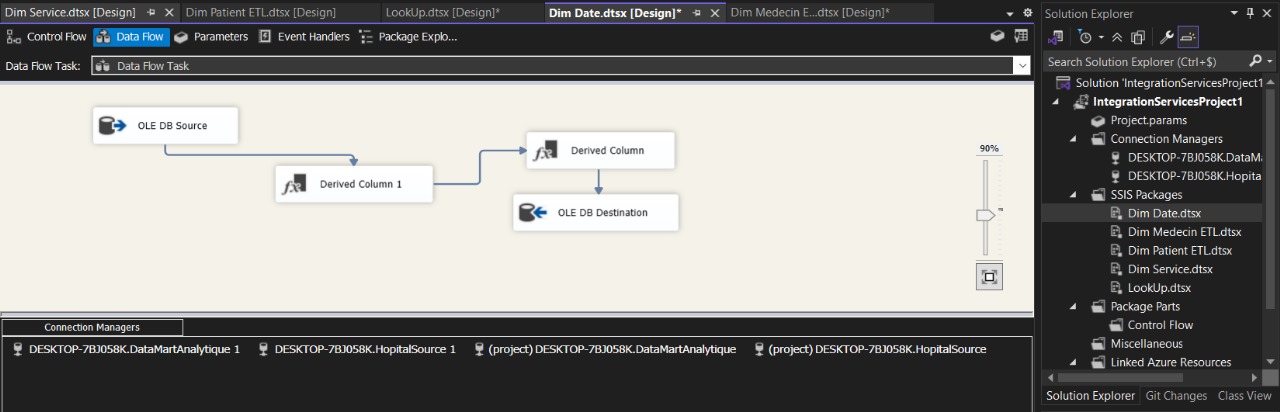 Dim Service.dtsx [Design] Dim Patient ETL.dtsx [Design] LookUp.dtsx [Design]* Dim Date.dtsx [Design]* Dim Medecin E...dtsx [Design]*
Control Flow Data Flow Parameters Event Handlers Package Explo...
Data Flow Task: Data Flow Task
OLE DB Source
Derived Column 1
Derived Column
OLE DB Destination
90%
Connection Managers
DESKTOP-7BJ058K.DataMartAnalytique 1 DESKTOP-7BJ058K.HopitalSource 1 (project) DESKTOP-7BJ058K.DataMartAnalytique (project) DESKTOP-7BJ058K.HopitalSource
Solution Explorer
Search Solution Explorer (Ctrl+$)
Solution 'IntegrationServicesProject1
IntegrationServicesProject1
Project.params
Connection Managers
DESKTOP-7BJ058K.DataMa
DESKTOP-7BJ058K.Hopita
SSIS Packages
Dim Date.dtsx
Dim Medecin ETL.dtsx
Dim Patient ETL.dtsx
Dim Service.dtsx
LookUp.dtsx
Package Parts
Control Flow
Miscellaneous
Linked Azure Resources
Solution Explorer Git Changes Class View